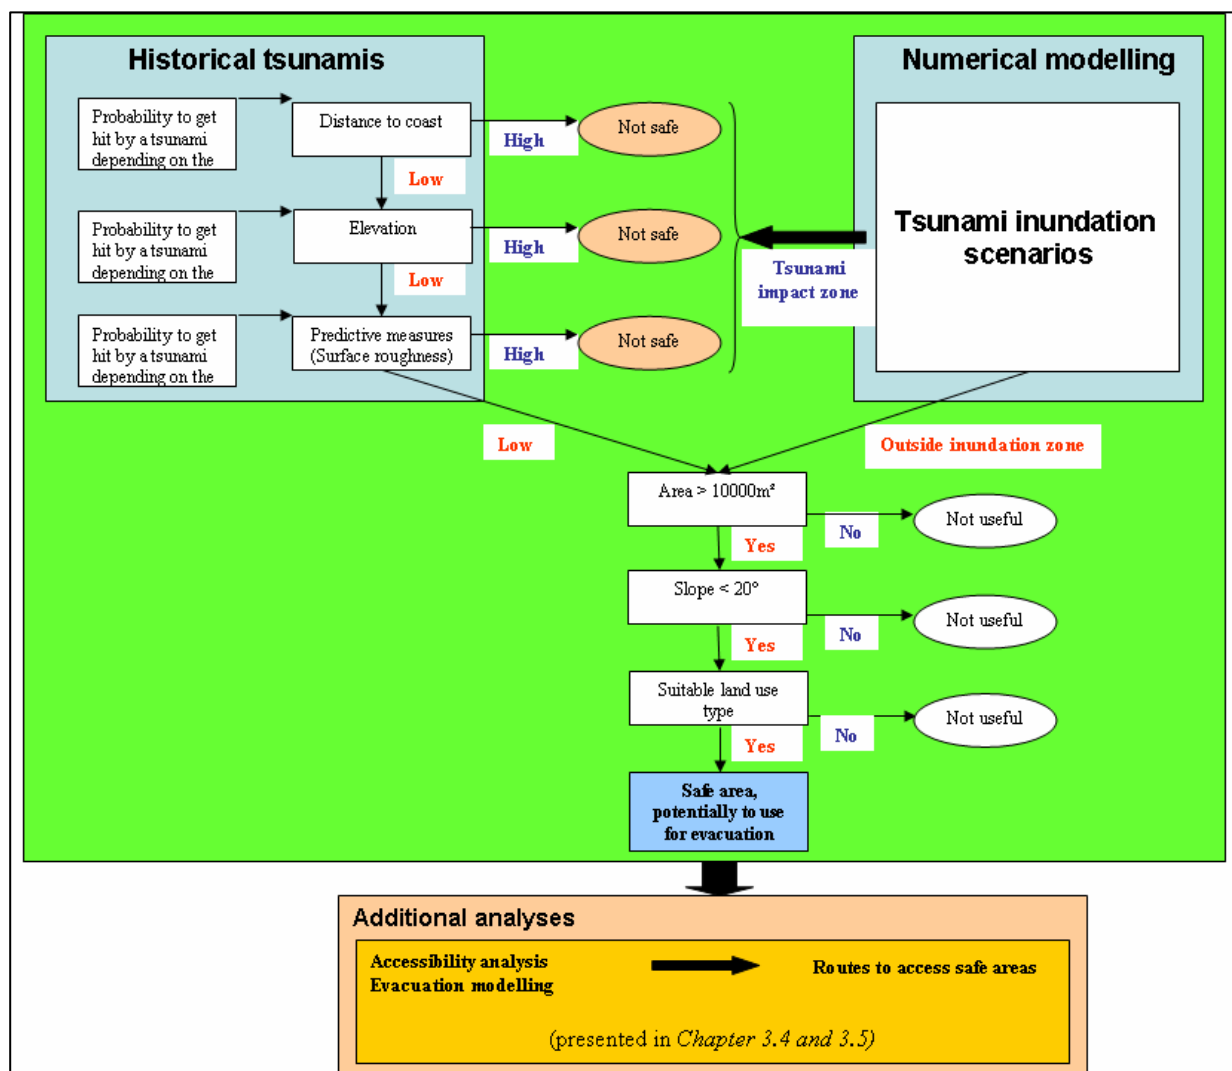 Historical tsunamis
Numerical modelling
Probability to get
hit by a tsunami
depending on the
Distance to coast
High
Not safe
Low
Probability to get
hit by a tsunami
depending on the
Elevation
High
Not safe
Low
Probability to get
hit by a tsunami
depending on the
Predictive measures
(Surface roughness)
High
Not safe
Tsunami
impact zone
Tsunami inundation
scenarios
Low
Outside inundation zone
Area > 10000m²
Yes
No
Not useful
Slope < 20°
Yes
No
Not useful
Suitable land use
type
Yes
No
Not useful
Safe area,
potentially to use
for evacuation
Additional analyses
Accessibility analysis
Evacuation modelling
Routes to access safe areas
(presented in Chapter 3.4 and 3.5)